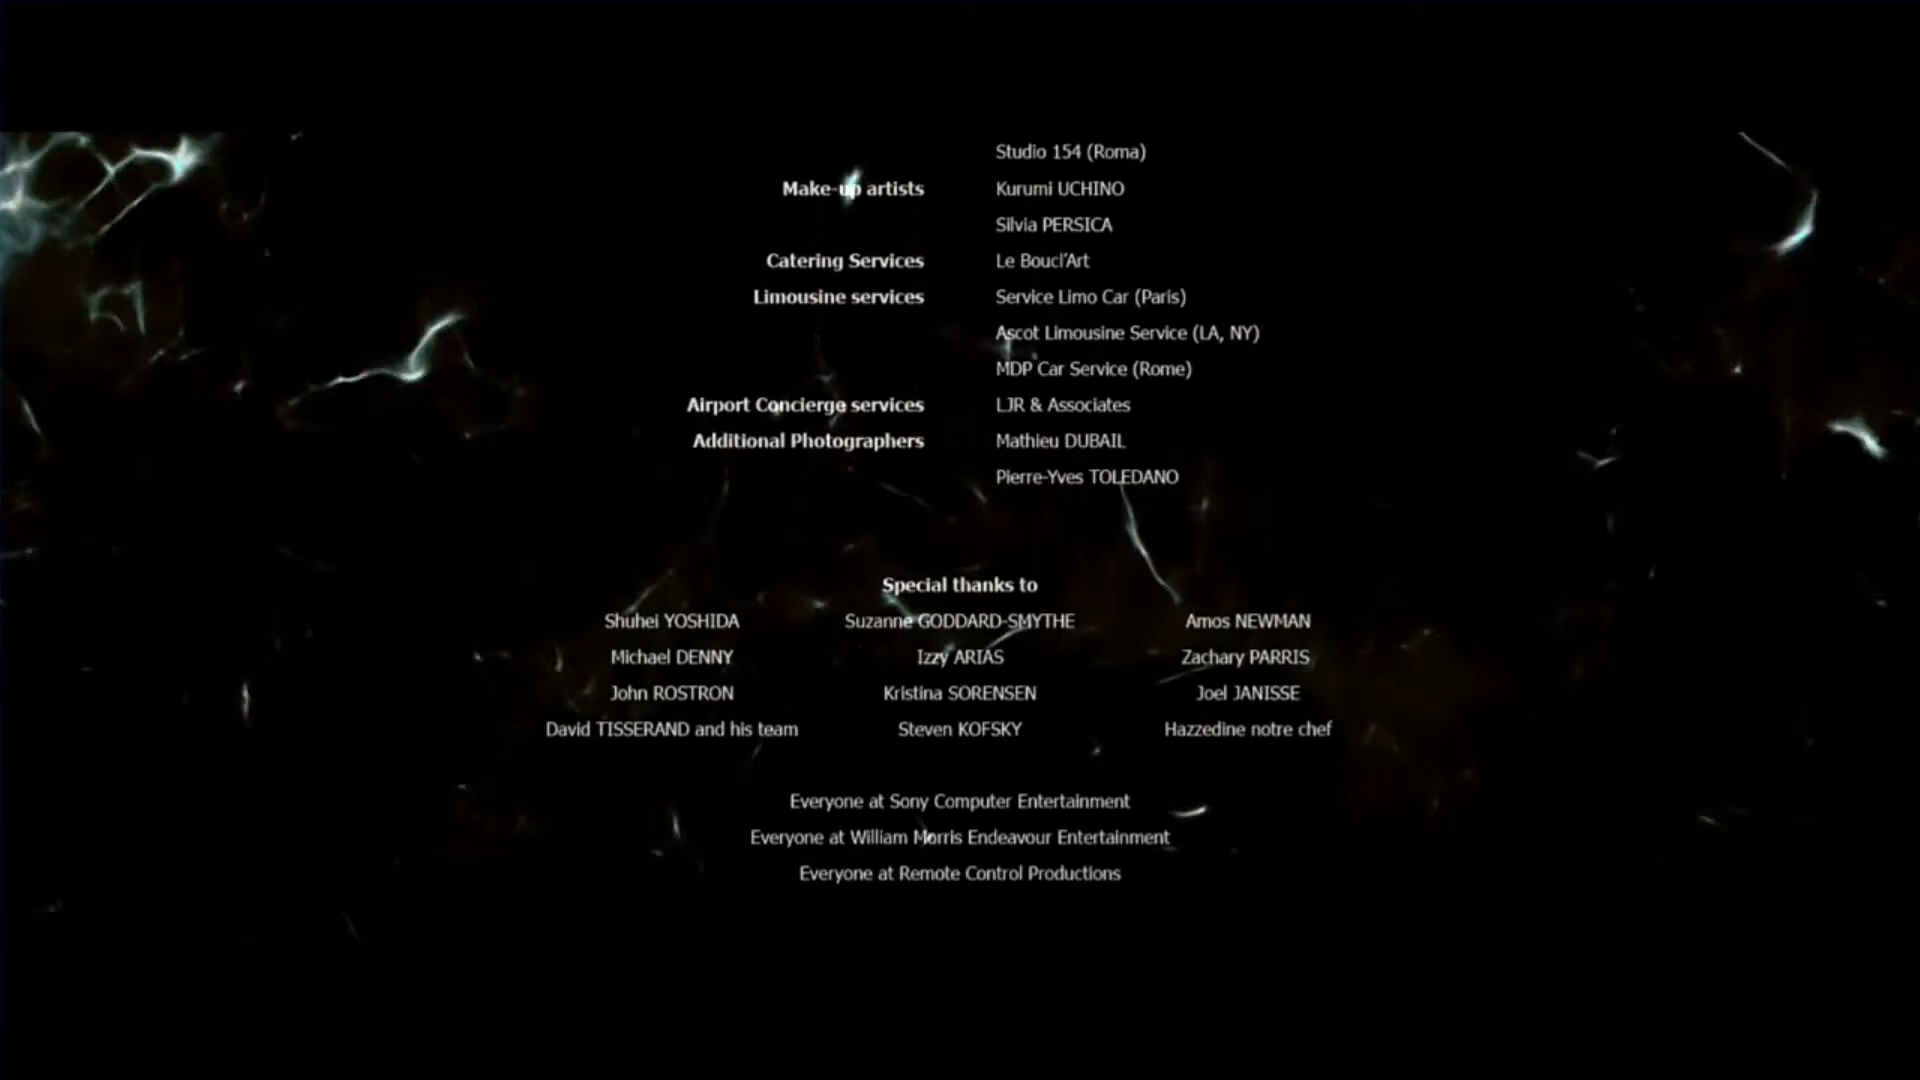 Studio 154 (Roma)
Make-up artists Kurumi UCHINO
Silvia PERSICA
Catering Services Le Boucl'Art
Limousine services Service Limo Car (Paris)
Ascot Limousine Service (LA, NY)
MDP Car Service (Rome)
Airport Concierge services LJR & Associates
Additional Photographers Mathieu DUBAIL
Pierre-Yves TOLEDANO
Special thanks to
Shuhei YOSHIDA Suzanne GODDARD-SMYTHE Amos NEWMAN
Michael DENNY Izzy ARIAS Zachary PARRIS
John ROSTRON Kristina SORENSEN Joel JANISSE
David TISSERAND and his team Steven KOFSKY Hazzedine notre chef
Everyone at Sony Computer Entertainment
Everyone at William Morris Endeavour Entertainment
Everyone at Remote Control Productions